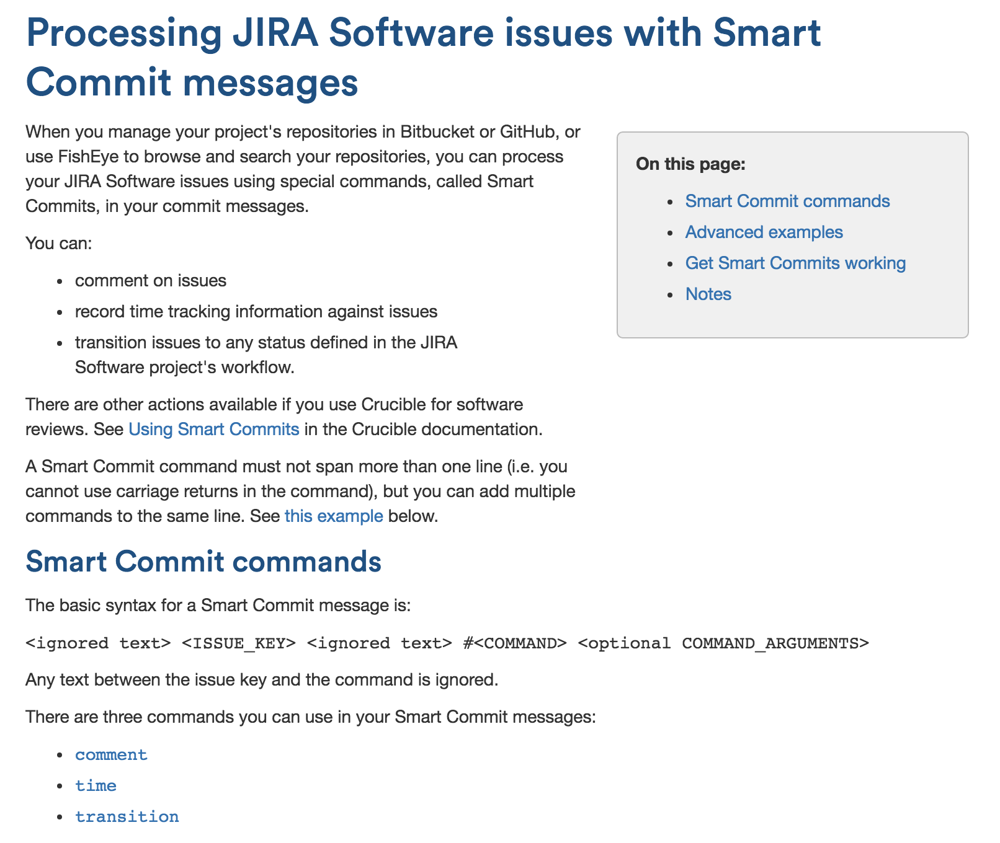 Processing JIRA Software issues with Smart
Commit messages
When you manage your project's repositories in Bitbucket or GitHub, or
use FishEye to browse and search your repositories, you can process
your JIRA Software issues using special commands, called Smart
Commits, in your commit messages.
You can:
• comment on issues
• record time tracking information against issues
• transition issues to any status defined in the JIRA
Software project's workflow.
There are other actions available if you use Crucible for software
reviews. See Using Smart Commits in the Crucible documentation.
A Smart Commit command must not span more than one line (i.e. you
cannot use carriage returns in the command), but you can add multiple
commands to the same line. See this example below.
On this page:
• Smart Commit commands
• Advanced examples
• Get Smart Commits working
• Notes
Smart Commit commands
The basic syntax for a Smart Commit message is:
<ignored text> <ISSUE_KEY> <ignored text> #<COMMAND> <optional COMMAND_ARGUMENTS>
Any text between the issue key and the command is ignored.
There are three commands you can use in your Smart Commit messages:
• comment
• time
• transition